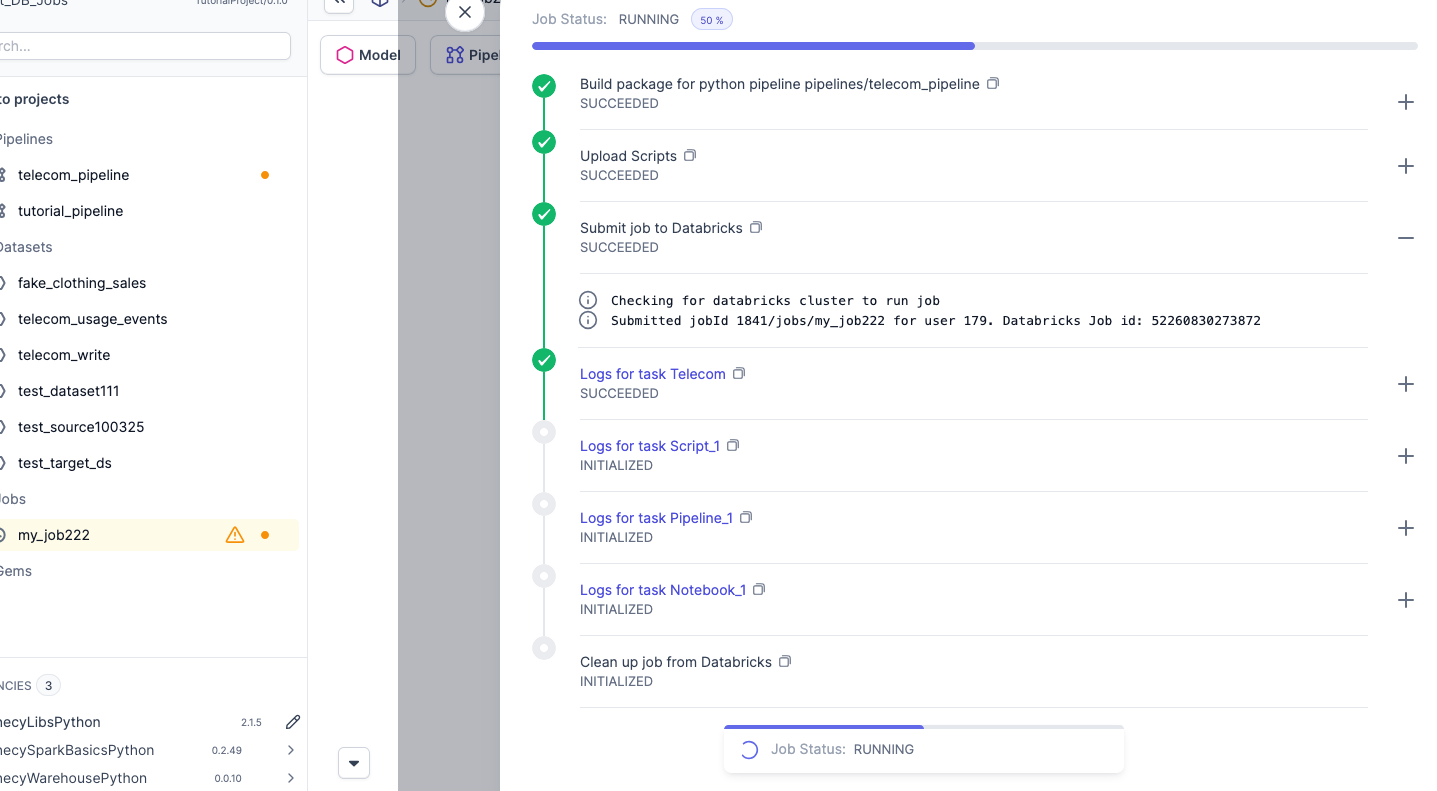 t_DB_Jobs
TutorialProject/0.1.0
rch...
to projects
Pipelines
telecom_pipeline
tutorial_pipeline
Datasets
fake_clothing_sales
telecom_usage_events
telecom_write
test_dataset111
test_source100325
test_target_ds
Jobs
my_job222
Gems
NCIES 3
necyLibsPython 2.1.5
necySparkBasicsPython 0.2.49
necyWarehousePython 0.0.10
Model
Pipe
Job Status: RUNNING 50 %
Build package for python pipeline pipelines/telecom_pipeline
SUCCEEDED
Upload Scripts
SUCCEEDED
Submit job to Databricks
SUCCEEDED
Checking for databricks cluster to run job
Submitted jobId 1841/jobs/my_job222 for user 179. Databricks Job id: 52260830273872
Logs for task Telecom
SUCCEEDED
Logs for task Script_1
INITIALIZED
Logs for task Pipeline_1
INITIALIZED
Logs for task Notebook_1
INITIALIZED
Clean up job from Databricks
INITIALIZED
Job Status: RUNNING